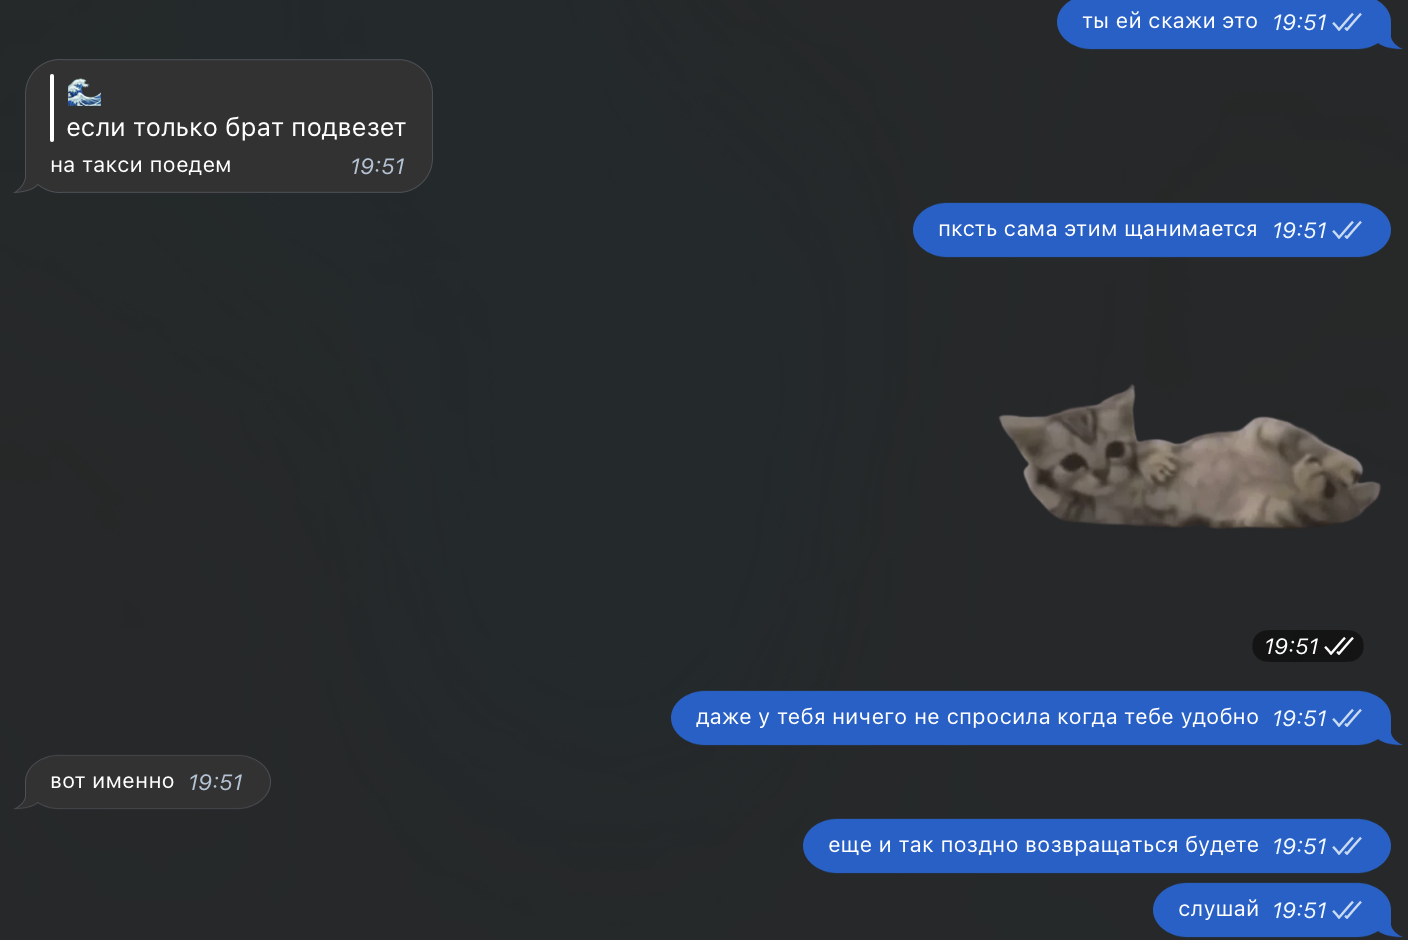 ты ей скажи это 19:51
🌊
если только брат подвезет
на такси поедем 19:51
пксть сама этим щанимается 19:51
19:51
даже у тебя ничего не спросила когда тебе удобно 19:51
вот именно 19:51
еще и так поздно возвращаться будете 19:51
слушай 19:51